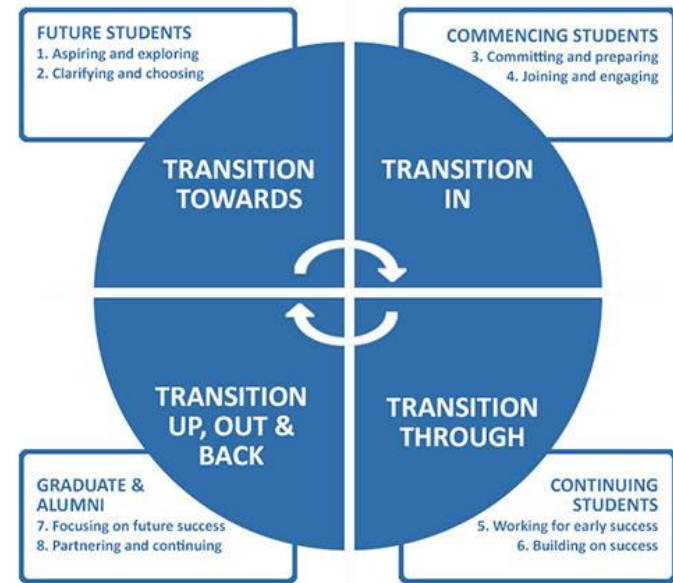 FUTURE STUDENTS
1. Aspiring and exploring
2. Clarifying and choosing
COMMENCING STUDENTS
3. Committing and preparing
4. Joining and engaging
TRANSITION
TOWARDS
TRANSITION
IN
TRANSITION
UP, OUT &
BACK
TRANSITION
THROUGH
GRADUATE &
ALUMNI
7. Focusing on future success
8. Partnering and continuing
CONTINUING
STUDENTS
5. Working for early success
6. Building on success